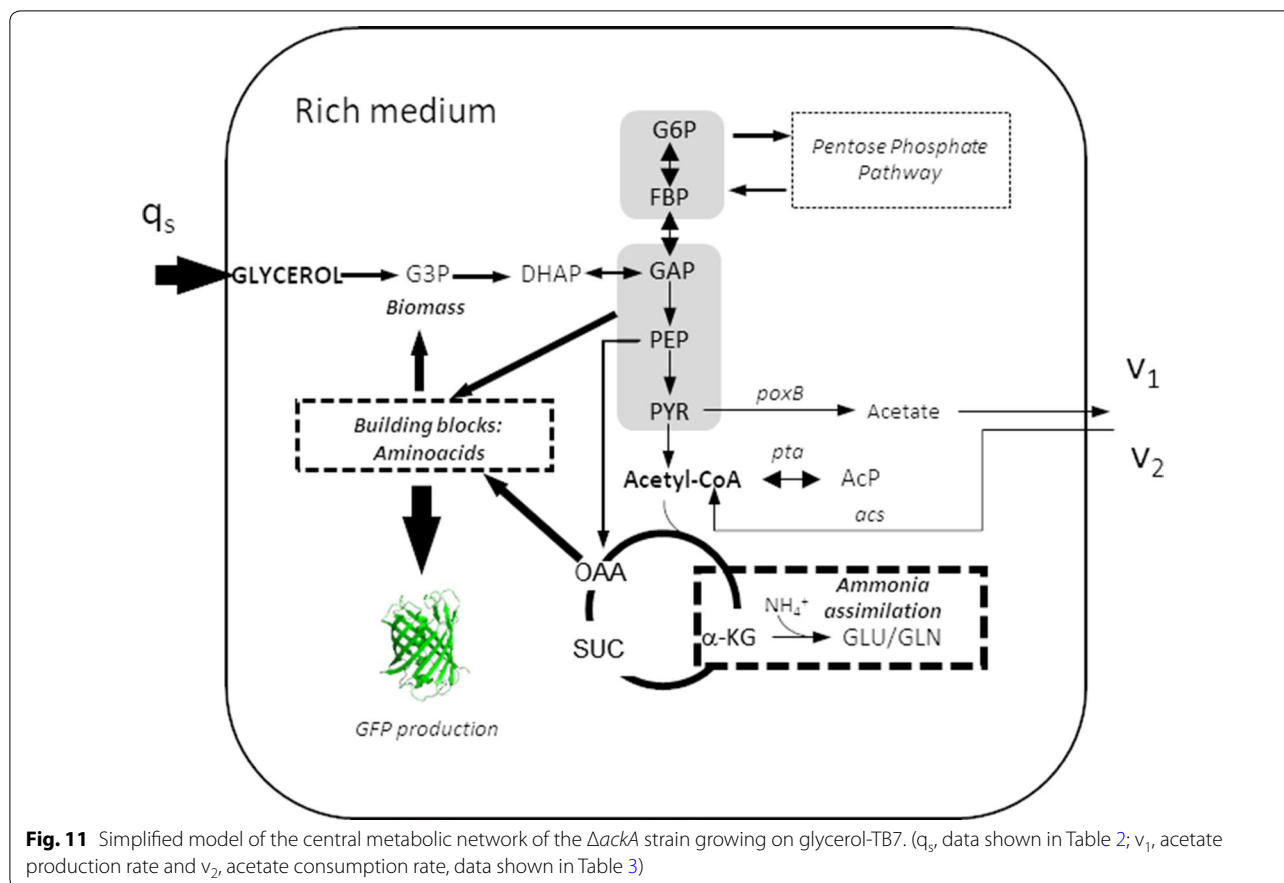 Rich medium
G6P
FBP
Pentose Phosphate
Pathway
qs
GLYCEROL
G3P
DHAP
GAP
Biomass
PEP
PYR
poxB
Acetate
v1
v2
Building blocks:
Aminoacids
Acetyl-CoA
pta
AcP
acs
OAA
SUC
Ammonia
assimilation
NH4+
α-KG
GLU/GLN
GFP production
Fig. 11 Simplified model of the central metabolic network of the ΔackA strain growing on glycerol-TB7. (qs, data shown in Table 2; v1, acetate
production rate and v2, acetate consumption rate, data shown in Table 3)